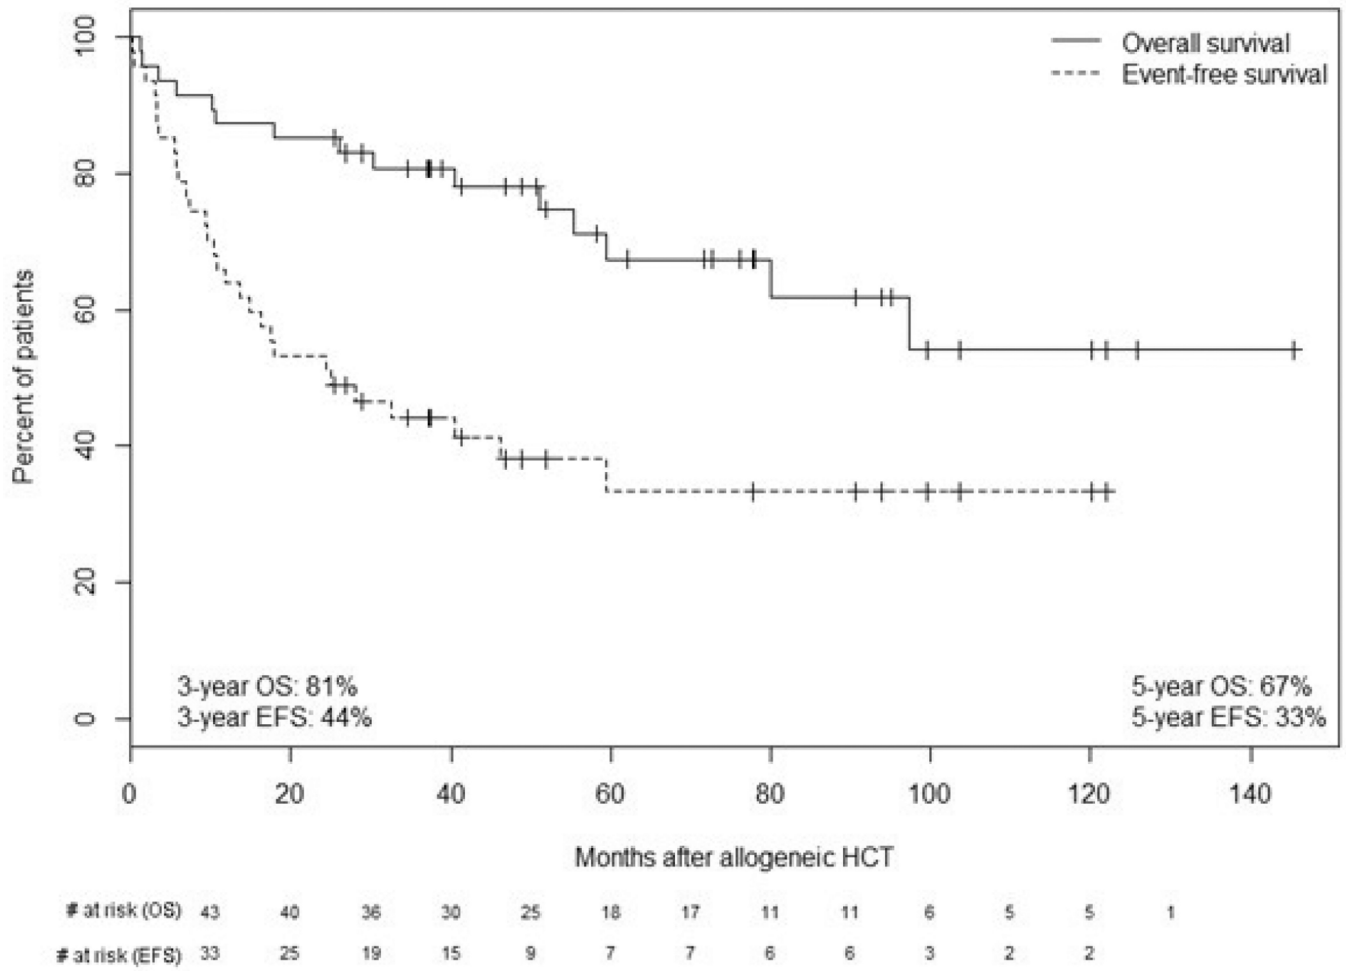 100
80
60
40
20
0
Percent of patients
Overall survival
Event-free survival
3-year OS: 81%
3-year EFS: 44%
5-year OS: 67%
5-year EFS: 33%
0 20 40 60 80 100 120 140
Months after allogeneic HCT
# at risk (OS) 43 40 36 30 25 18 17 11 11 6 5 5 1
# at risk (EFS) 33 25 19 15 9 7 7 6 6 3 2 2